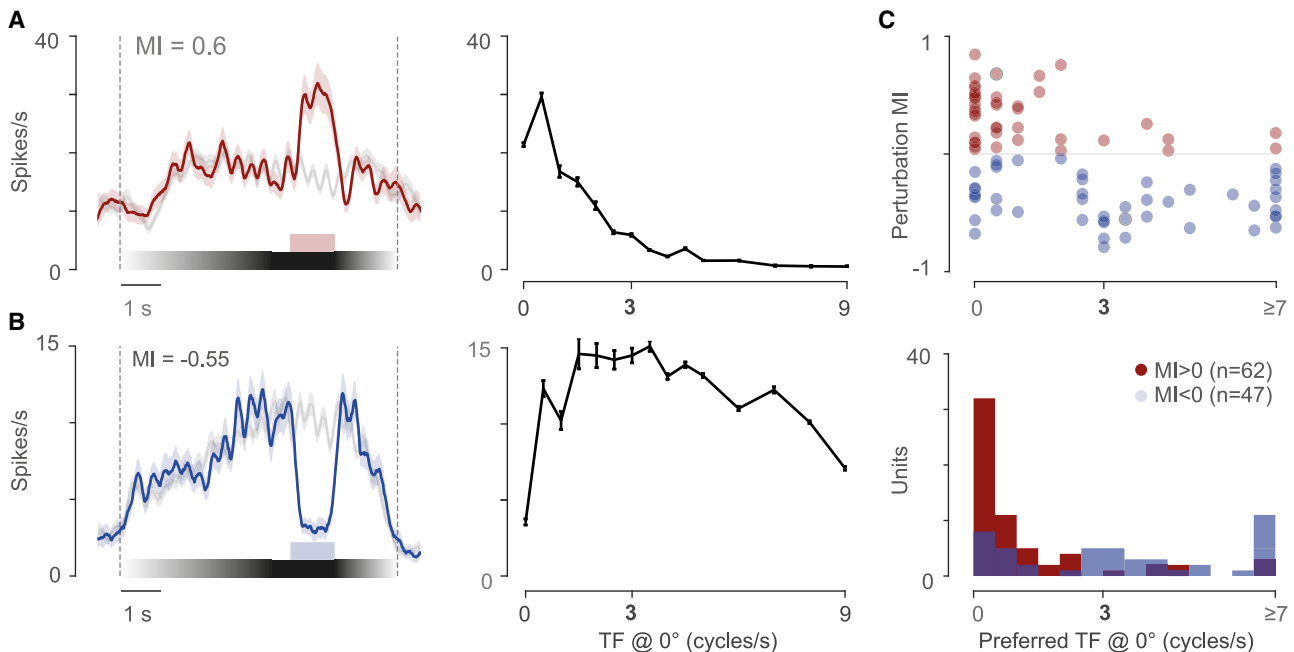 A
MI = 0.6
40
Spikes/s
0
1 s
40
0
0
3
9
C
1
Perturbation MI
-1
0
3
≥7
B
MI = -0.55
15
Spikes/s
0
1 s
15
0
0
3
9
TF @ 0° (cycles/s)
40
MI>0 (n=62)
MI<0 (n=47)
Units
0
0
3
≥7
Preferred TF @ 0° (cycles/s)